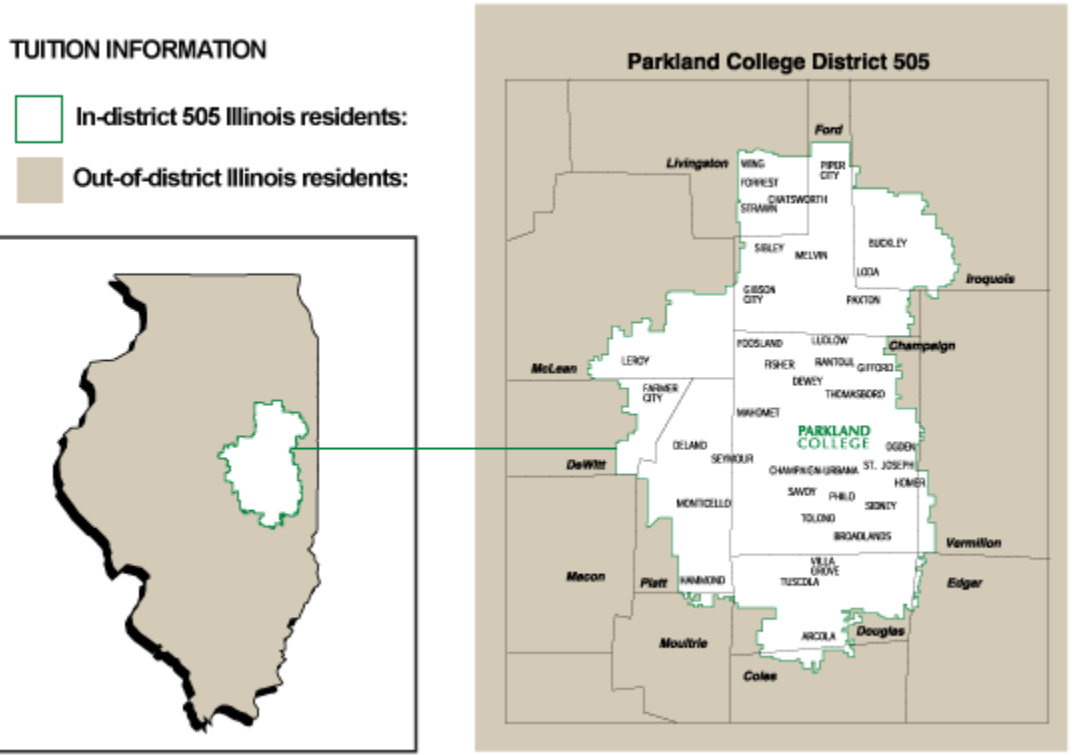 TUITION INFORMATION
In-district 505 Illinois residents:
Out-of-district Illinois residents:
Parkland College District 505
Ford
Livingston
WING
PIPER
CITY
FORREST
CHATSWORTH
STRAWN
BUCKLEY
SIBLEY
MELVIN
LODA
Iroquois
GIBSON
CITY
PAXTON
FOOSLAND
LUDLOW
Champaign
LEROY
FISHER
RANTOUL
GIFFORD
McLean
DEWEY
FARMER
CITY
THOMASBORO
MAHOMET
PARKLAND
COLLEGE
DELAND
OGDEN
SEYMOUR
DeWitt
CHAMPAIGN-URBANA
ST. JOSEPH
HOMER
SAVOY
PHILO
MONTICELLO
SIDNEY
TOLONO
BROADLANDS
Vermilion
VILLA
GROVE
Macon
Piatt
HAMMOND
TUSCOLA
Edgar
Douglas
ARCOLA
Moultrie
Coles